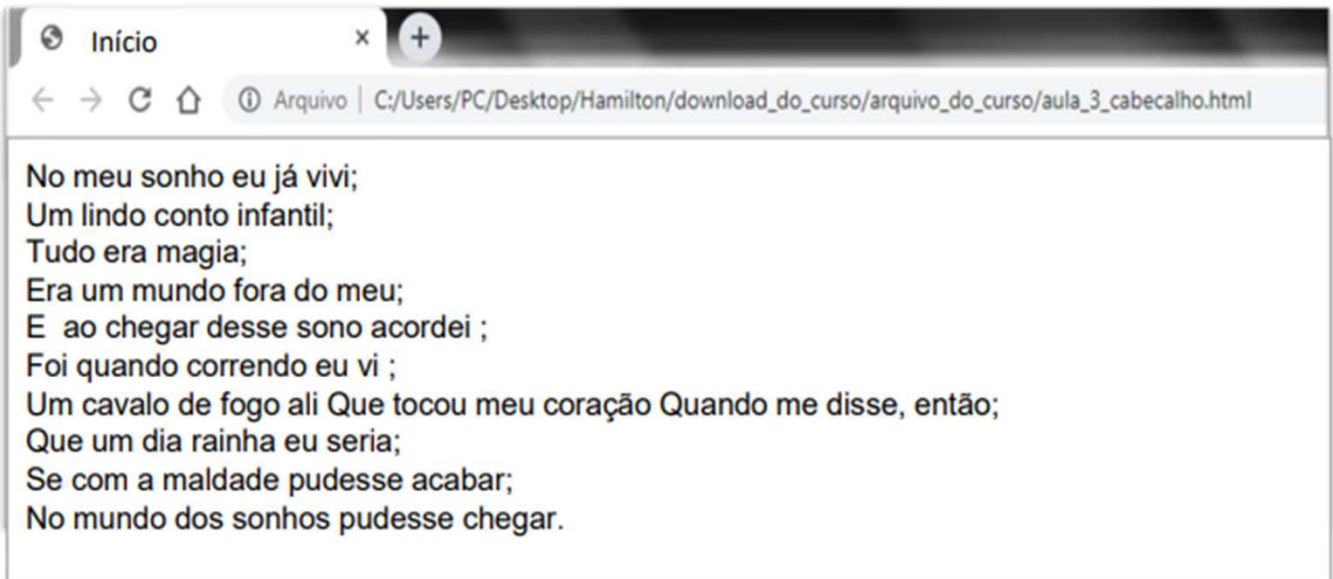 Início
Arquivo | C:/Users/PC/Desktop/Hamilton/download_do_curso/arquivo_do_curso/aula_3_cabecalho.html
No meu sonho eu já vivi;
Um lindo conto infantil;
Tudo era magia;
Era um mundo fora do meu;
E  ao chegar desse sono acordei ;
Foi quando correndo eu vi ;
Um cavalo de fogo ali Que tocou meu coração Quando me disse, então;
Que um dia rainha eu seria;
Se com a maldade pudesse acabar;
No mundo dos sonhos pudesse chegar.